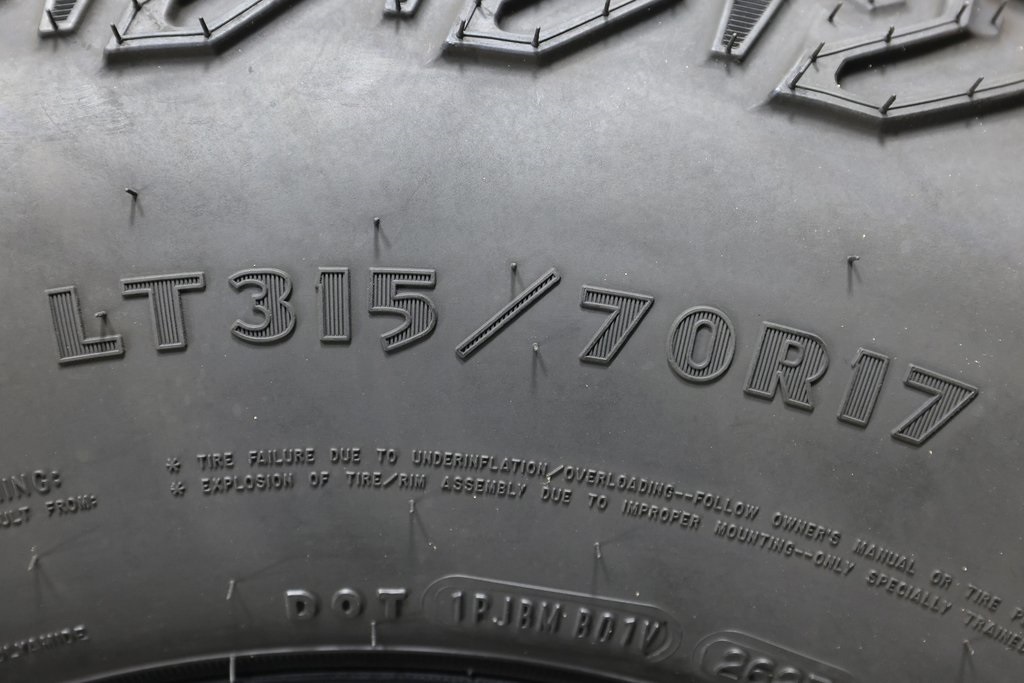 LT315/70R17
* TIRE FAILURE DUE TO UNDERINFLATION/OVERLOADING--FOLLOW OWNER'S MANUAL OR TIRE
* EXPLOSION OF TIRE/RIM ASSEMBLY DUE TO IMPROPER MOUNTING--ONLY SPECIALLY
FROM:
DOT 1PJBM BD1V